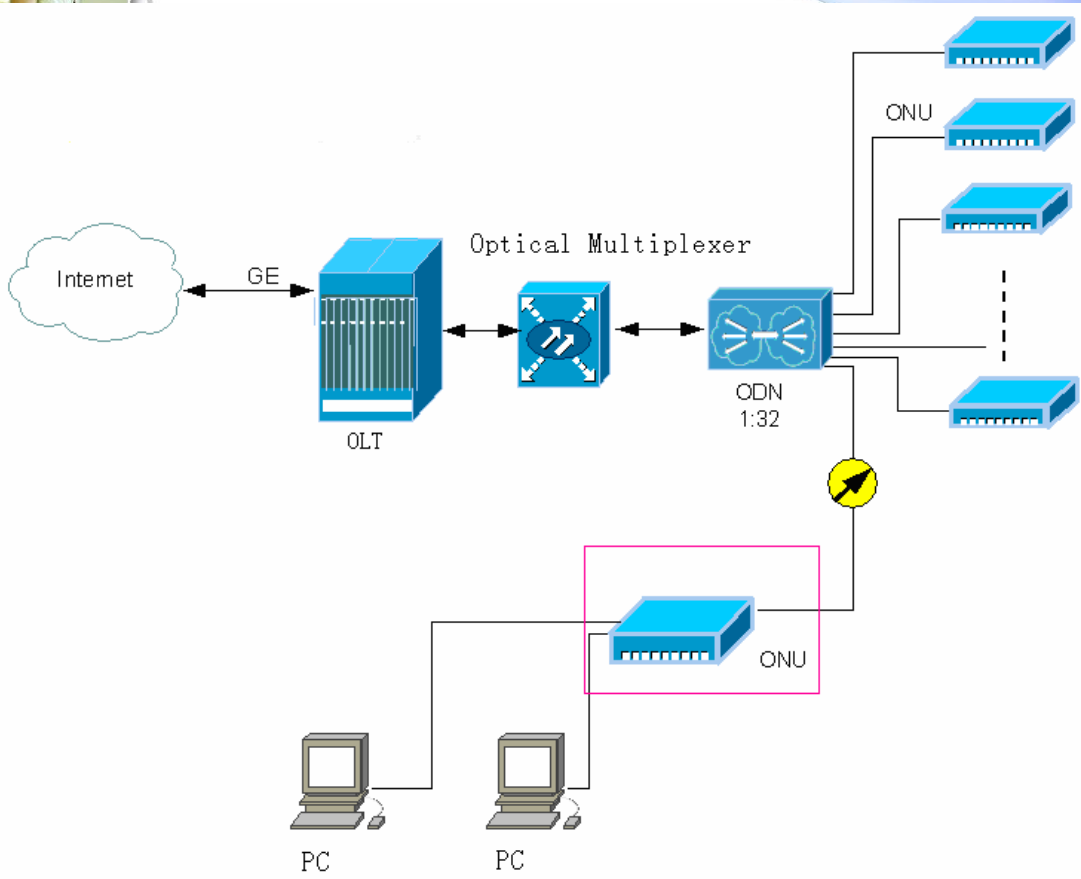 ONU
Optical Multiplexer
Internet
GE
ODN
1:32
OLT
ONU
PC
PC